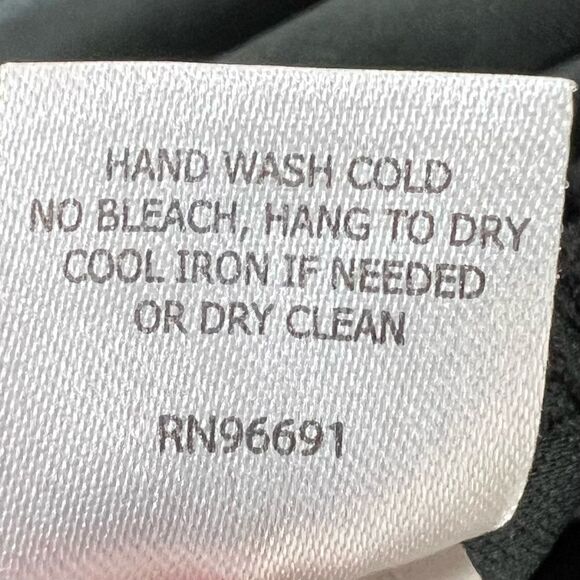 HAND WASH COLD
NO BLEACH, HANG TO DRY
COOL IRON IF NEEDED
OR DRY CLEAN
RN96691